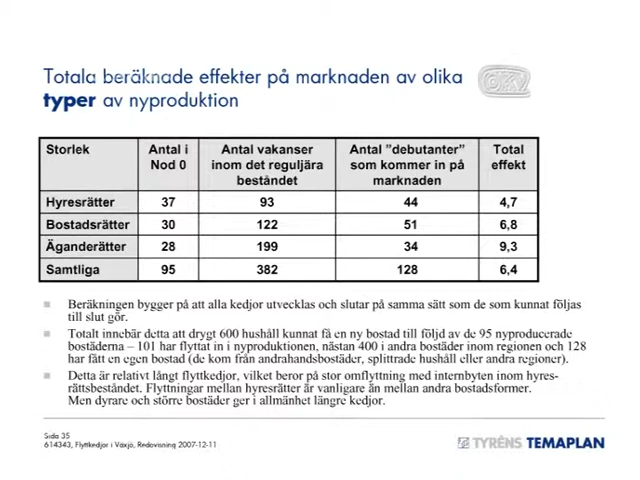 Totala beräknade effekter på marknaden av olika
typer av nyproduktion
Storlek Antal i Nod 0 Antal vakanser inom det reguljära beståndet Antal ”debutanter” som kommer in på marknaden Total effekt
Hyresrätter 37 93 44 4,7
Bostadsrätter 30 122 51 6,8
Äganderätter 28 199 34 9,3
Samtliga 95 382 128 6,4
Beräkningen bygger på att alla kedjor utvecklas och slutar på samma sätt som de som kunnat följas
till slut gör.
Totalt innebär detta att drygt 600 hushåll kunnat få en ny bostad till följd av de 95 nyproducerade
bostäderna – 101 har flyttat in i nyproduktionen, nästan 400 i andra bostäder inom regionen och 128
har fått en egen bostad (de kom från andrahandsbostäder, splittrade hushåll eller andra regioner).
Detta är relativt långt flyttkedjor, vilket beror på stor omflyttning med internbyten inom hyres-
rättsbeståndet. Flyttningar mellan hyresrätter är vanligare än mellan andra bostadsformer.
Men dyrare och större bostäder ger i allmänhet längre kedjor.
Sida 35
614343, Flyttkedjor i Växjö, Redovisning 2007-12-11
TYRÉNS TEMAPLAN